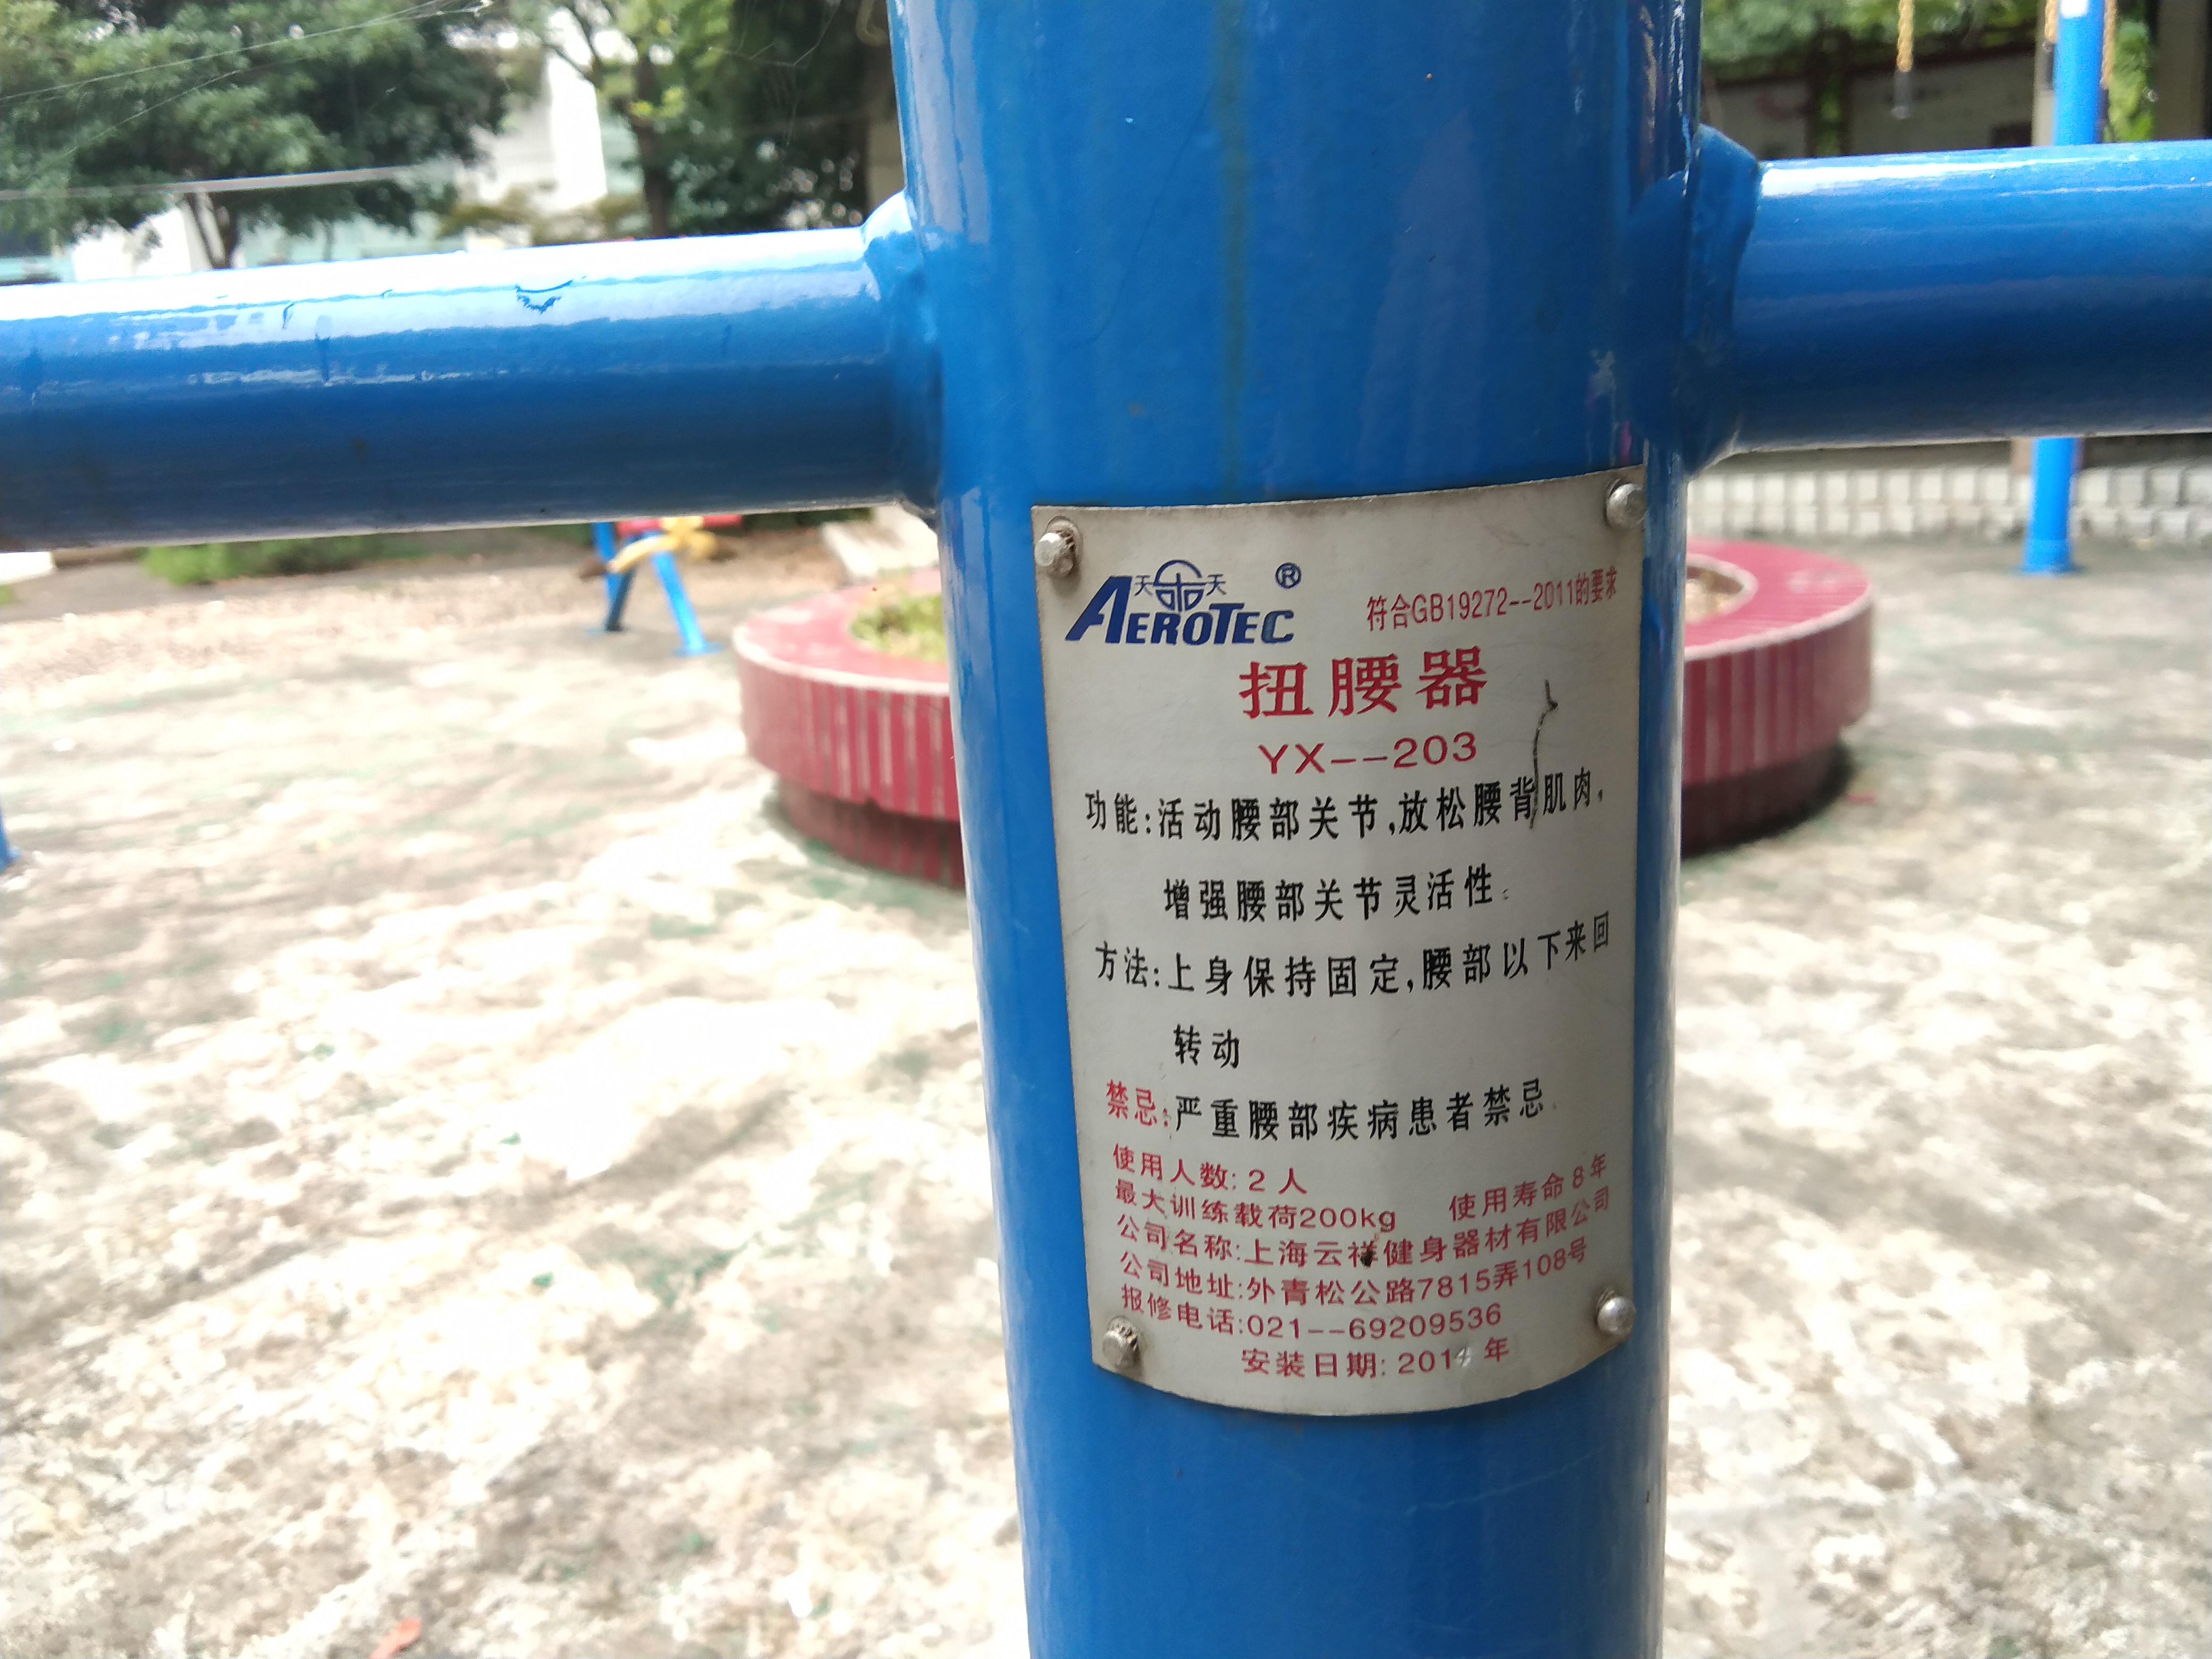 天天
AEROTEC ®
符合GB19272--2011的要求
扭腰器
YX--203
功能:活动腰部关节,放松腰背肌肉,
增强腰部关节灵活性。
方法:上身保持固定,腰部以下来回
转动
禁忌:严重腰部疾病患者禁忌.
使用人数: 2 人
最大训练载荷200kg 使用寿命 8 年
公司名称:上海云祥健身器材有限公司
公司地址:外青松公路7815弄108号
报修电话:021--69209536
安装日期: 2014 年